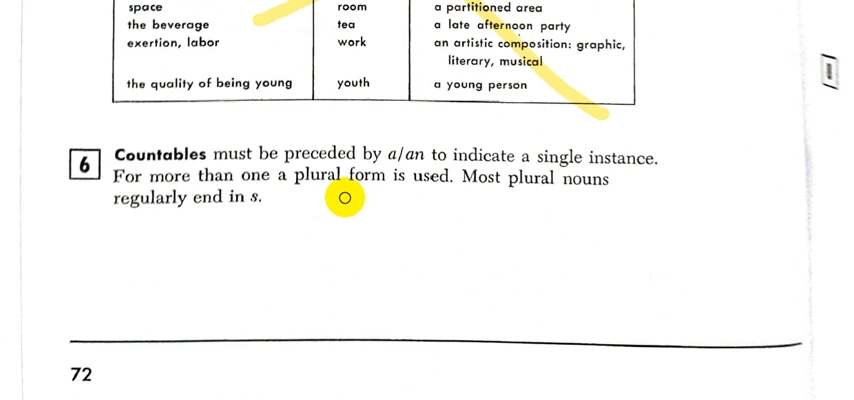 space room a partitioned area
the beverage tea a late afternoon party
exertion, labor work an artistic composition: graphic,
literary, musical
the quality of being young youth a young person
6 Countables must be preceded by a/an to indicate a single instance.
For more than one a plural form is used. Most plural nouns
regularly end in s.
72